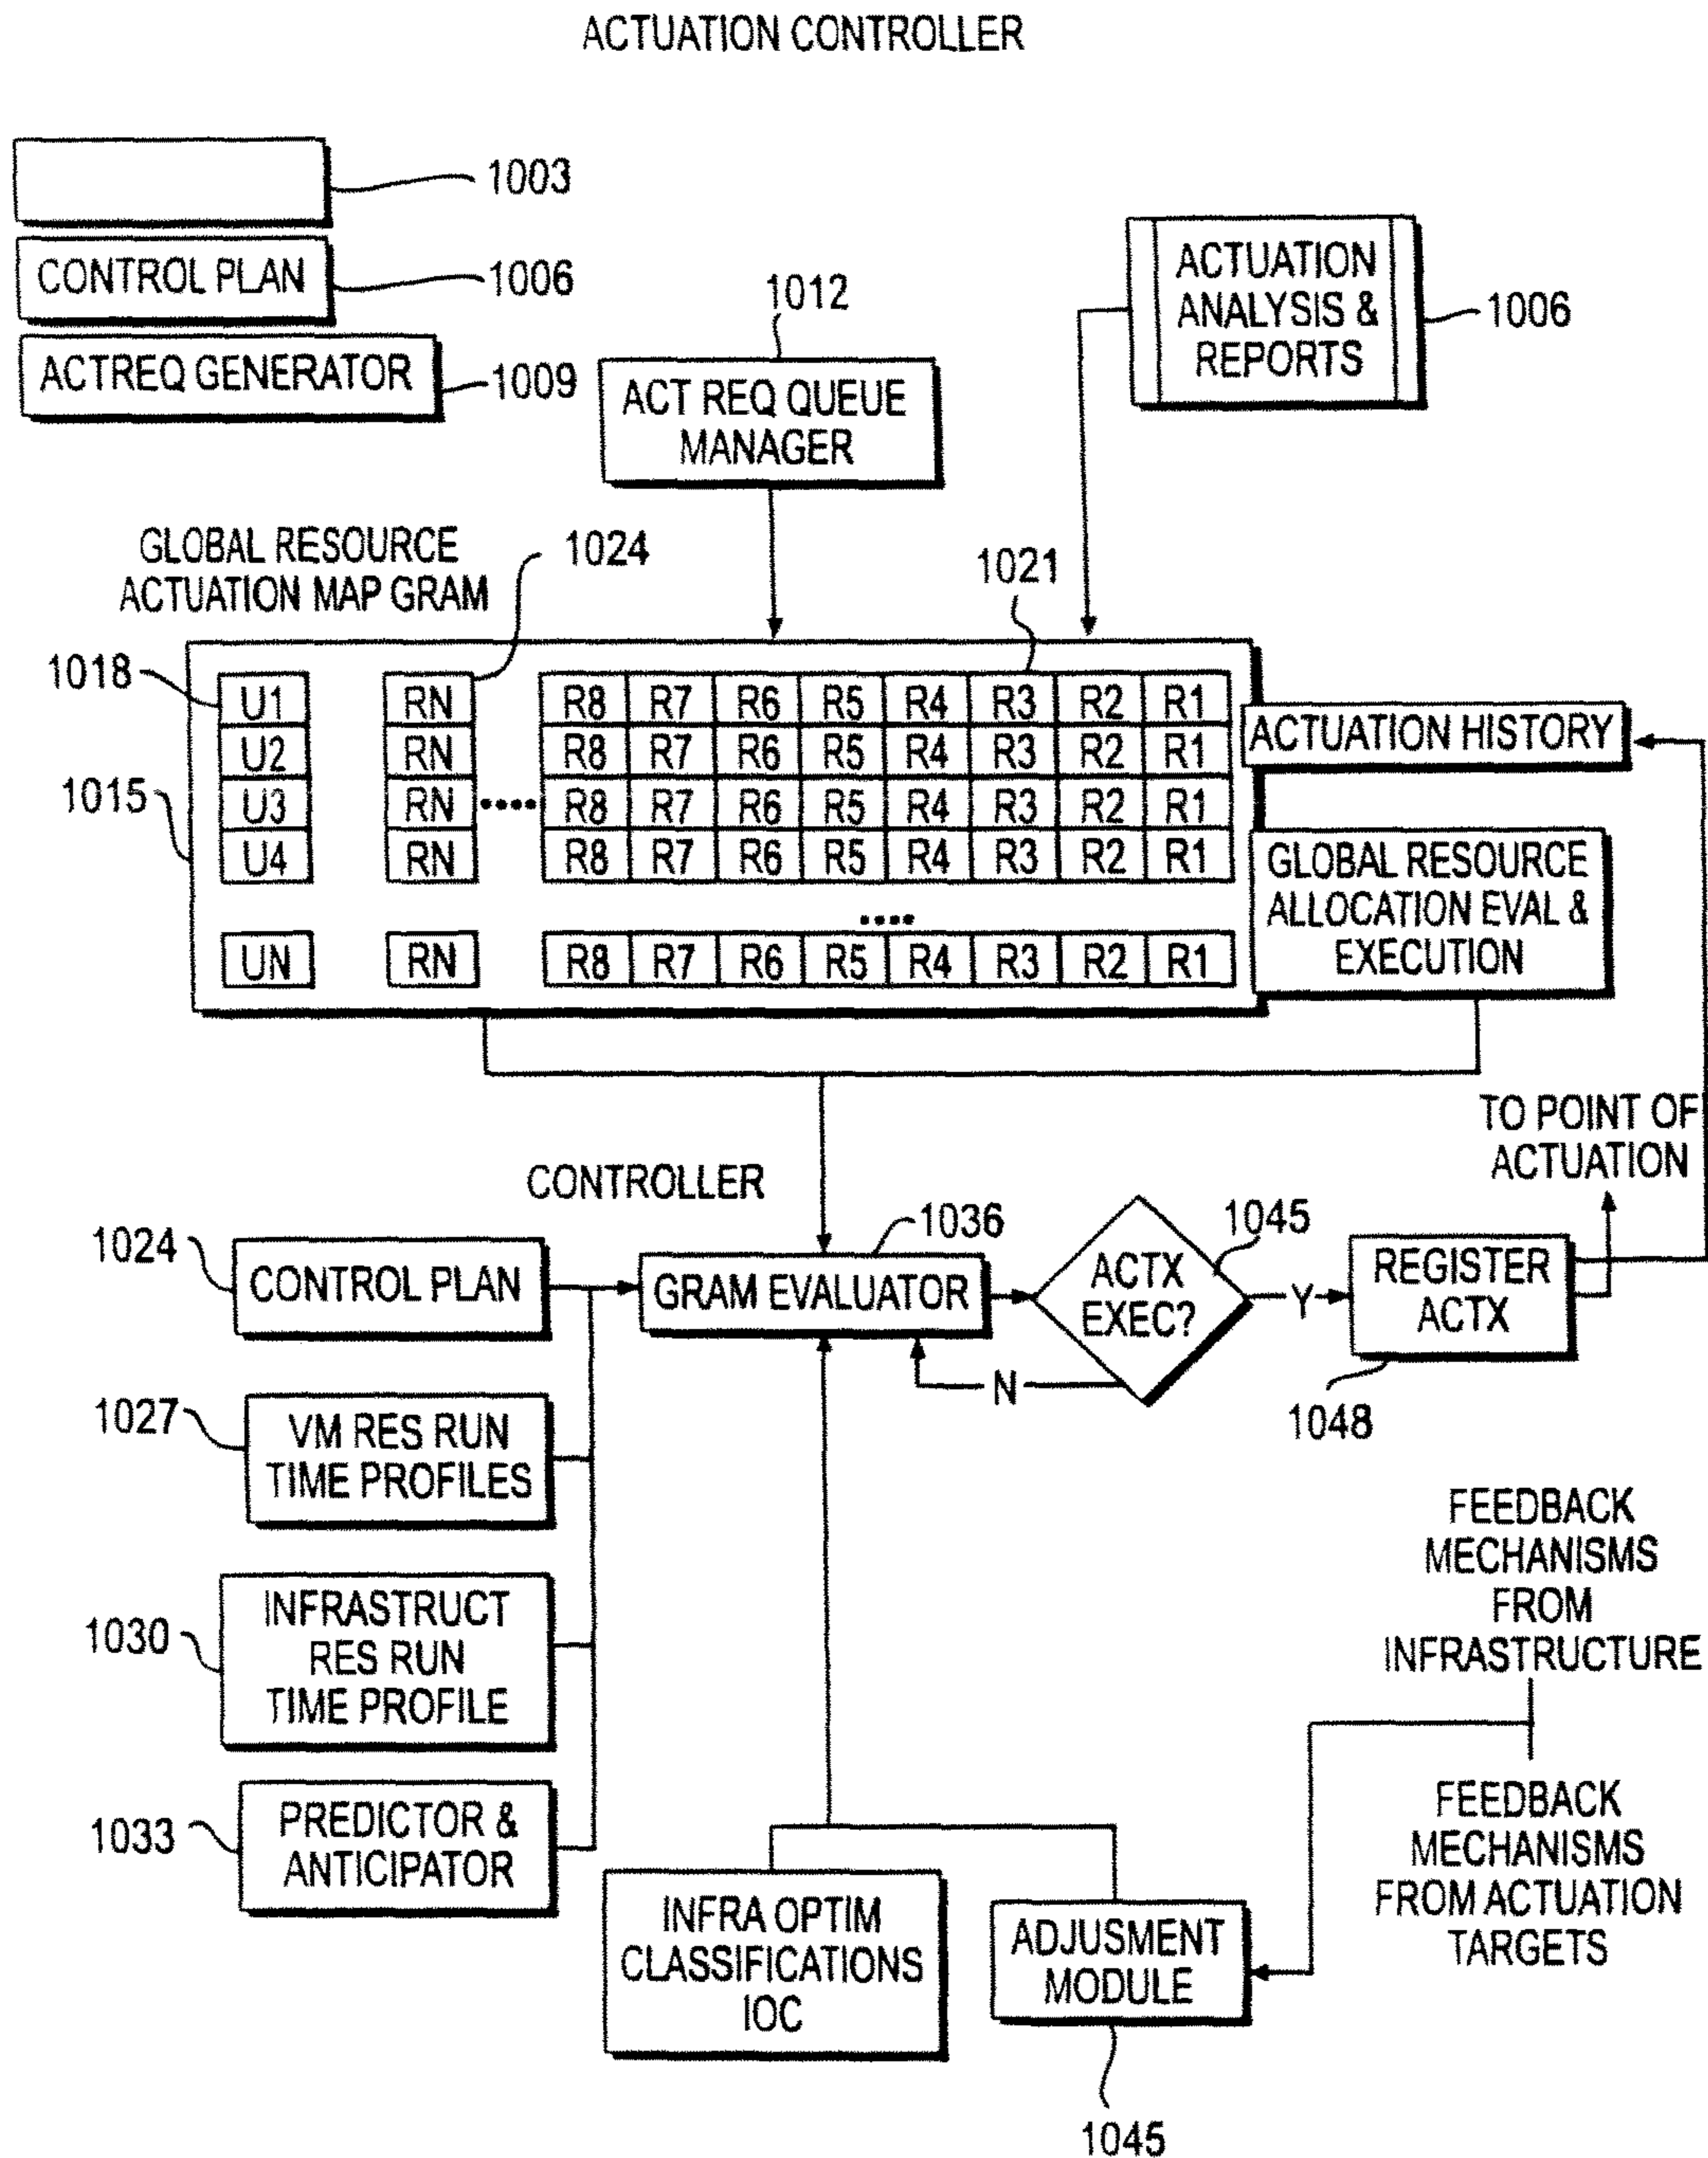 ACTUATION CONTROLLER
1003
CONTROL PLAN
1006
ACTREQ GENERATOR
1009
1012
ACT REQ QUEUE
MANAGER
ACTUATION
ANALYSIS &
REPORTS
1006
GLOBAL RESOURCE
ACTUATION MAP GRAM
1024
1021
1018
1015
U1 RN R8 R7 R6 R5 R4 R3 R2 R1
U2 RN R8 R7 R6 R5 R4 R3 R2 R1
U3 RN •••• R8 R7 R6 R5 R4 R3 R2 R1
U4 RN R8 R7 R6 R5 R4 R3 R2 R1
••••
UN RN R8 R7 R6 R5 R4 R3 R2 R1
ACTUATION HISTORY
GLOBAL RESOURCE
ALLOCATION EVAL &
EXECUTION
TO POINT OF
ACTUATION
CONTROLLER
1024
CONTROL PLAN
1036
GRAM EVALUATOR
1045
ACTX
EXEC?
Y
N
REGISTER
ACTX
1048
1027
VM RES RUN
TIME PROFILES
1030
INFRASTRUCT
RES RUN
TIME PROFILE
1033
PREDICTOR &
ANTICIPATOR
FEEDBACK
MECHANISMS
FROM
INFRASTRUCTURE
FEEDBACK
MECHANISMS
FROM ACTUATION
TARGETS
INFRA OPTIM
CLASSIFICATIONS
IOC
ADJUSMENT
MODULE
1045